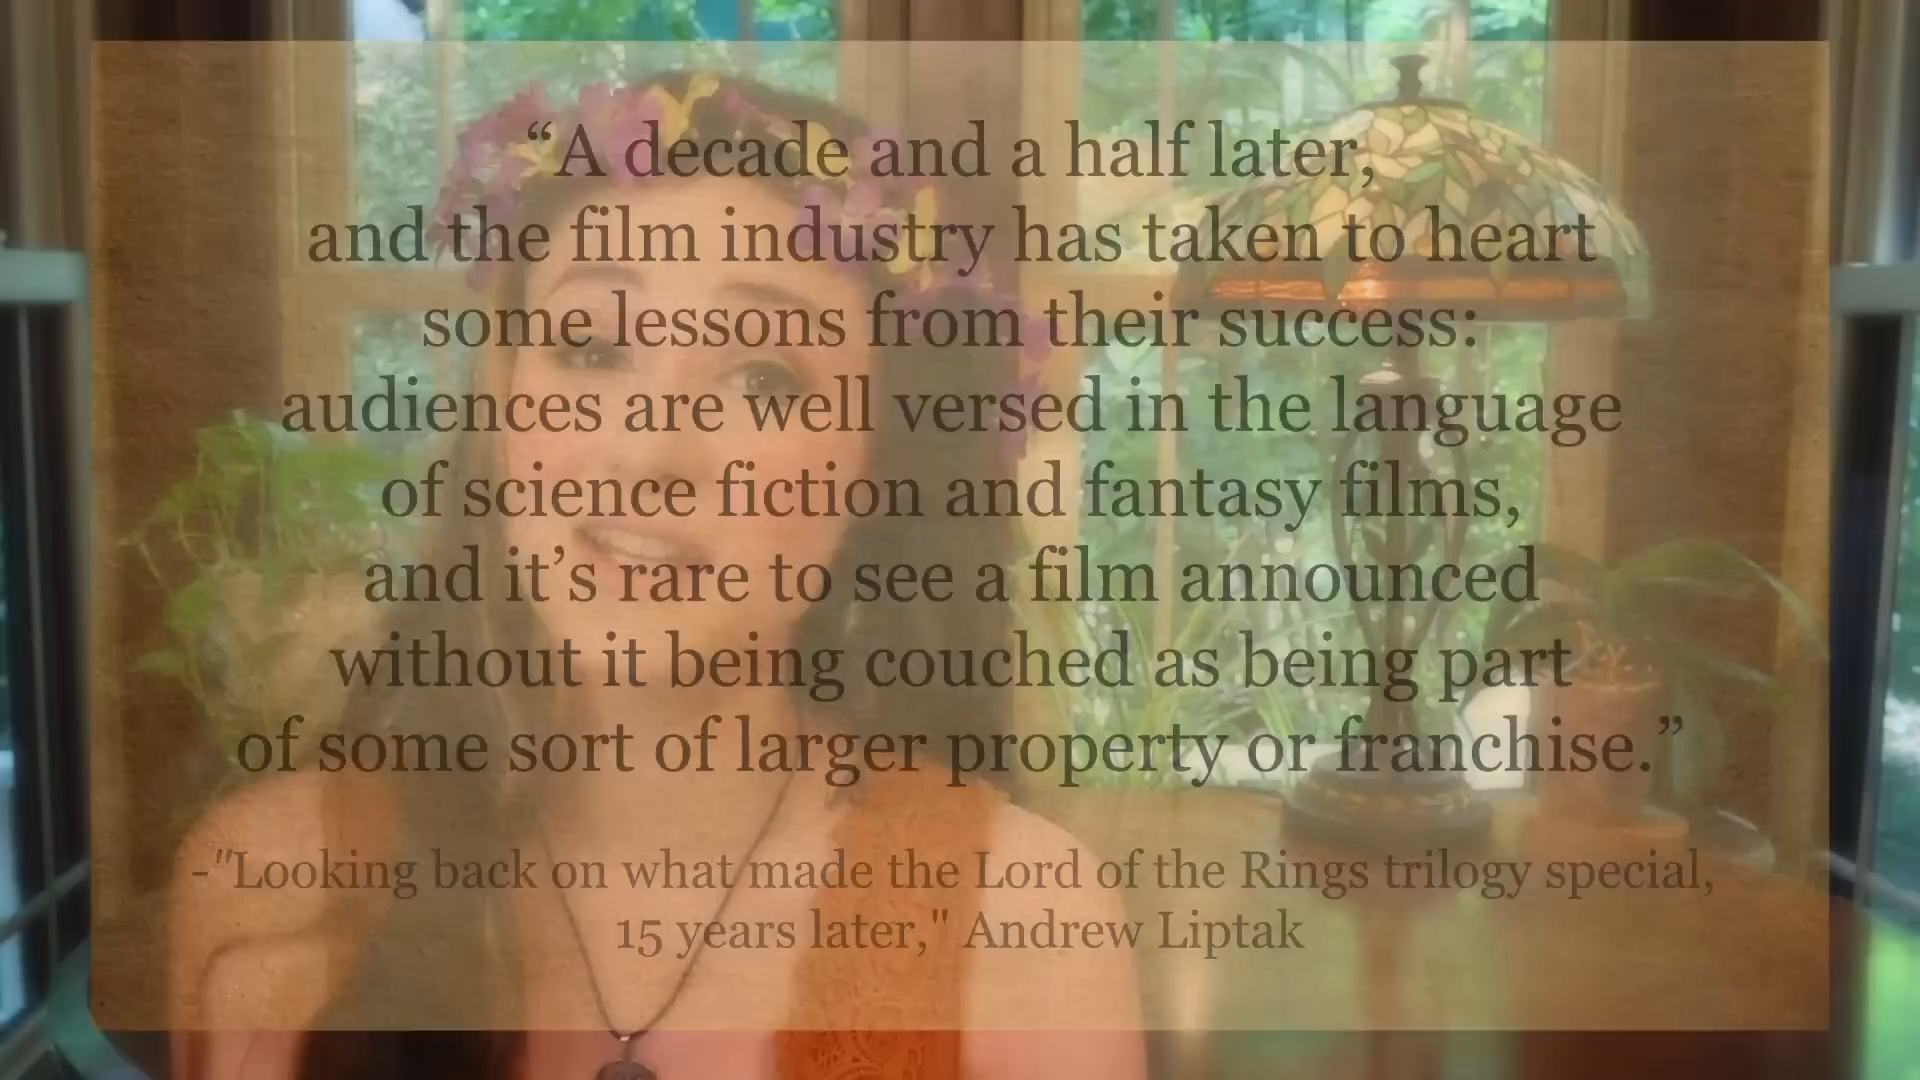 “A decade and a half later,
and the film industry has taken to heart
some lessons from their success:
audiences are well versed in the language
of science fiction and fantasy films,
and it’s rare to see a film announced
without it being couched as being part
of some sort of larger property or franchise.”
-"Looking back on what made the Lord of the Rings trilogy special,
15 years later," Andrew Liptak